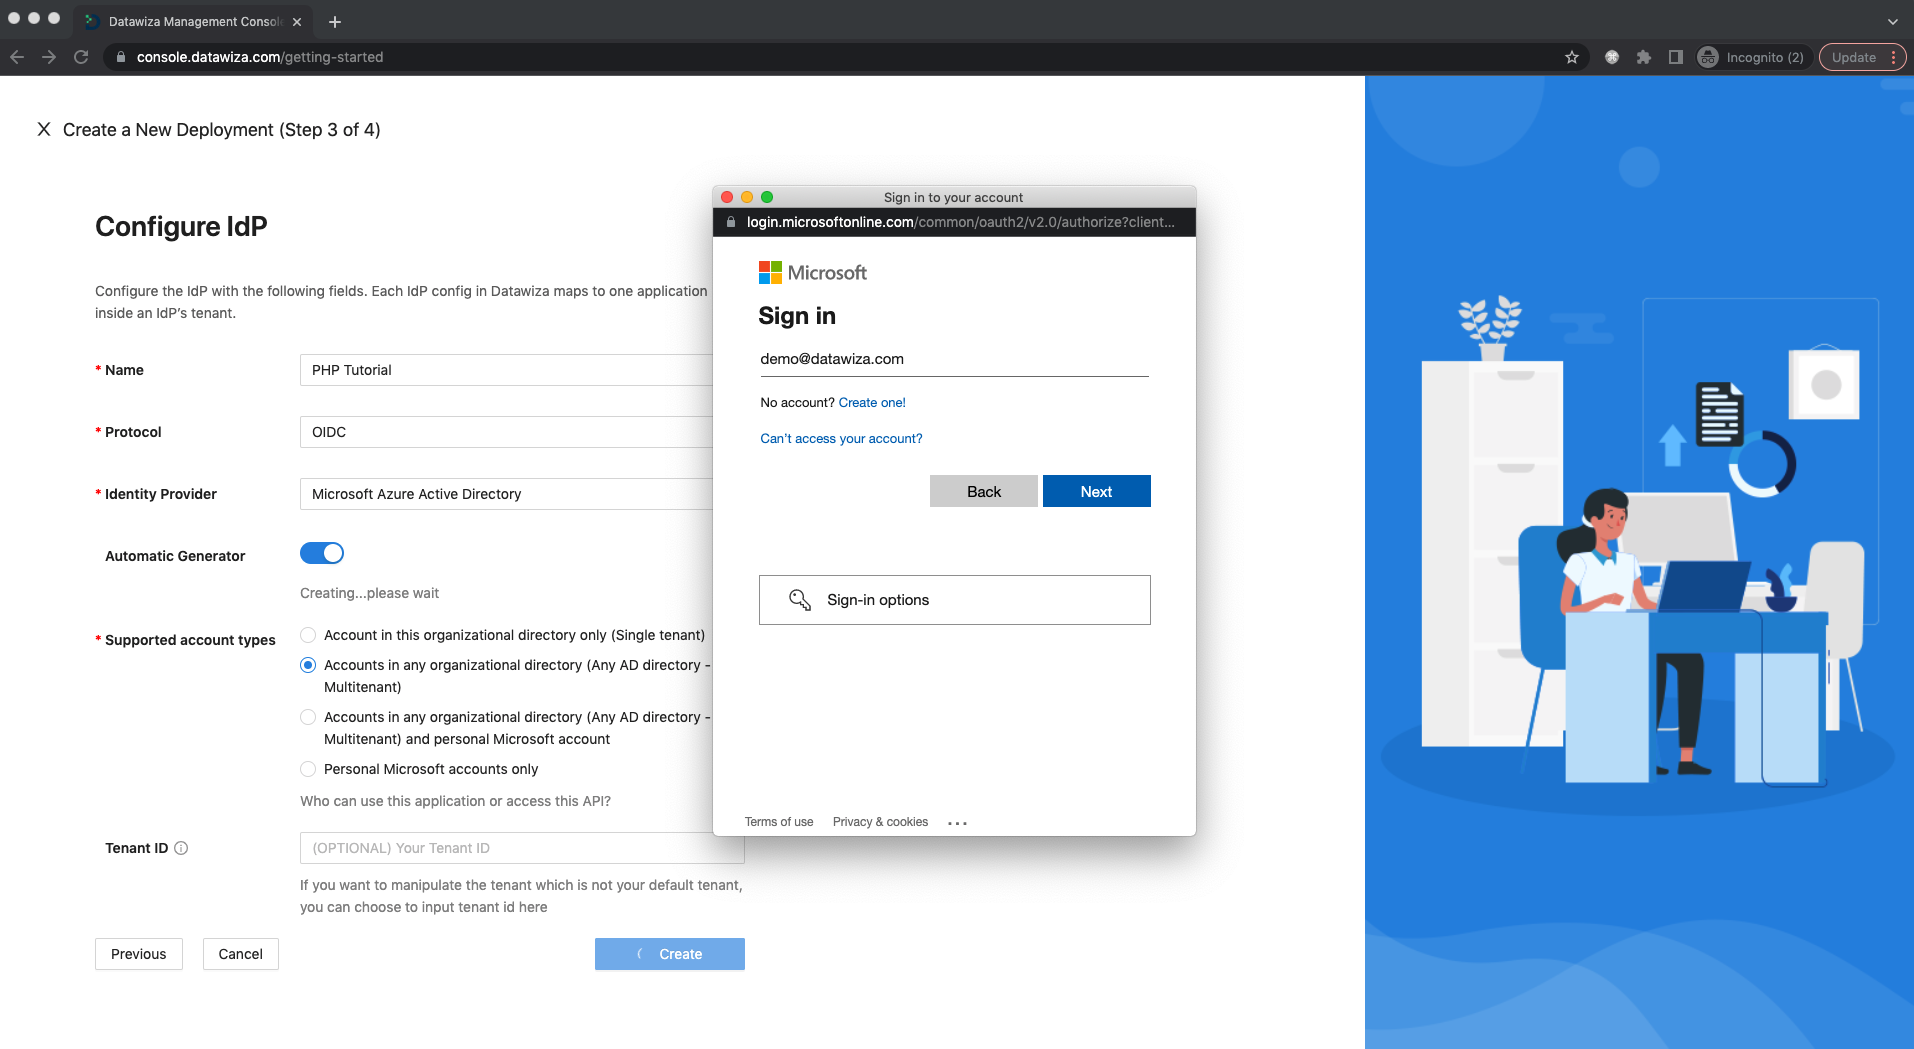 Datawiza Management Consol
console.datawiza.com/getting-started
Incognito (2)
Update
X Create a New Deployment (Step 3 of 4)
Configure IdP
Configure the IdP with the following fields. Each IdP config in Datawiza maps to one application
inside an IdP's tenant.
* Name
PHP Tutorial
* Protocol
OIDC
* Identity Provider
Microsoft Azure Active Directory
Automatic Generator
Creating...please wait
* Supported account types
Account in this organizational directory only (Single tenant)
Accounts in any organizational directory (Any AD directory -
Multitenant)
Accounts in any organizational directory (Any AD directory -
Multitenant) and personal Microsoft account
Personal Microsoft accounts only
Who can use this application or access this API?
Tenant ID
(OPTIONAL) Your Tenant ID
If you want to manipulate the tenant which is not your default tenant,
you can choose to input tenant id here
Previous
Cancel
Create
Sign in to your account
login.microsoftonline.com/common/oauth2/v2.0/authorize?client...
Microsoft
Sign in
demo@datawiza.com
No account? Create one!
Can't access your account?
Back
Next
Sign-in options
Terms of use Privacy & cookies ...